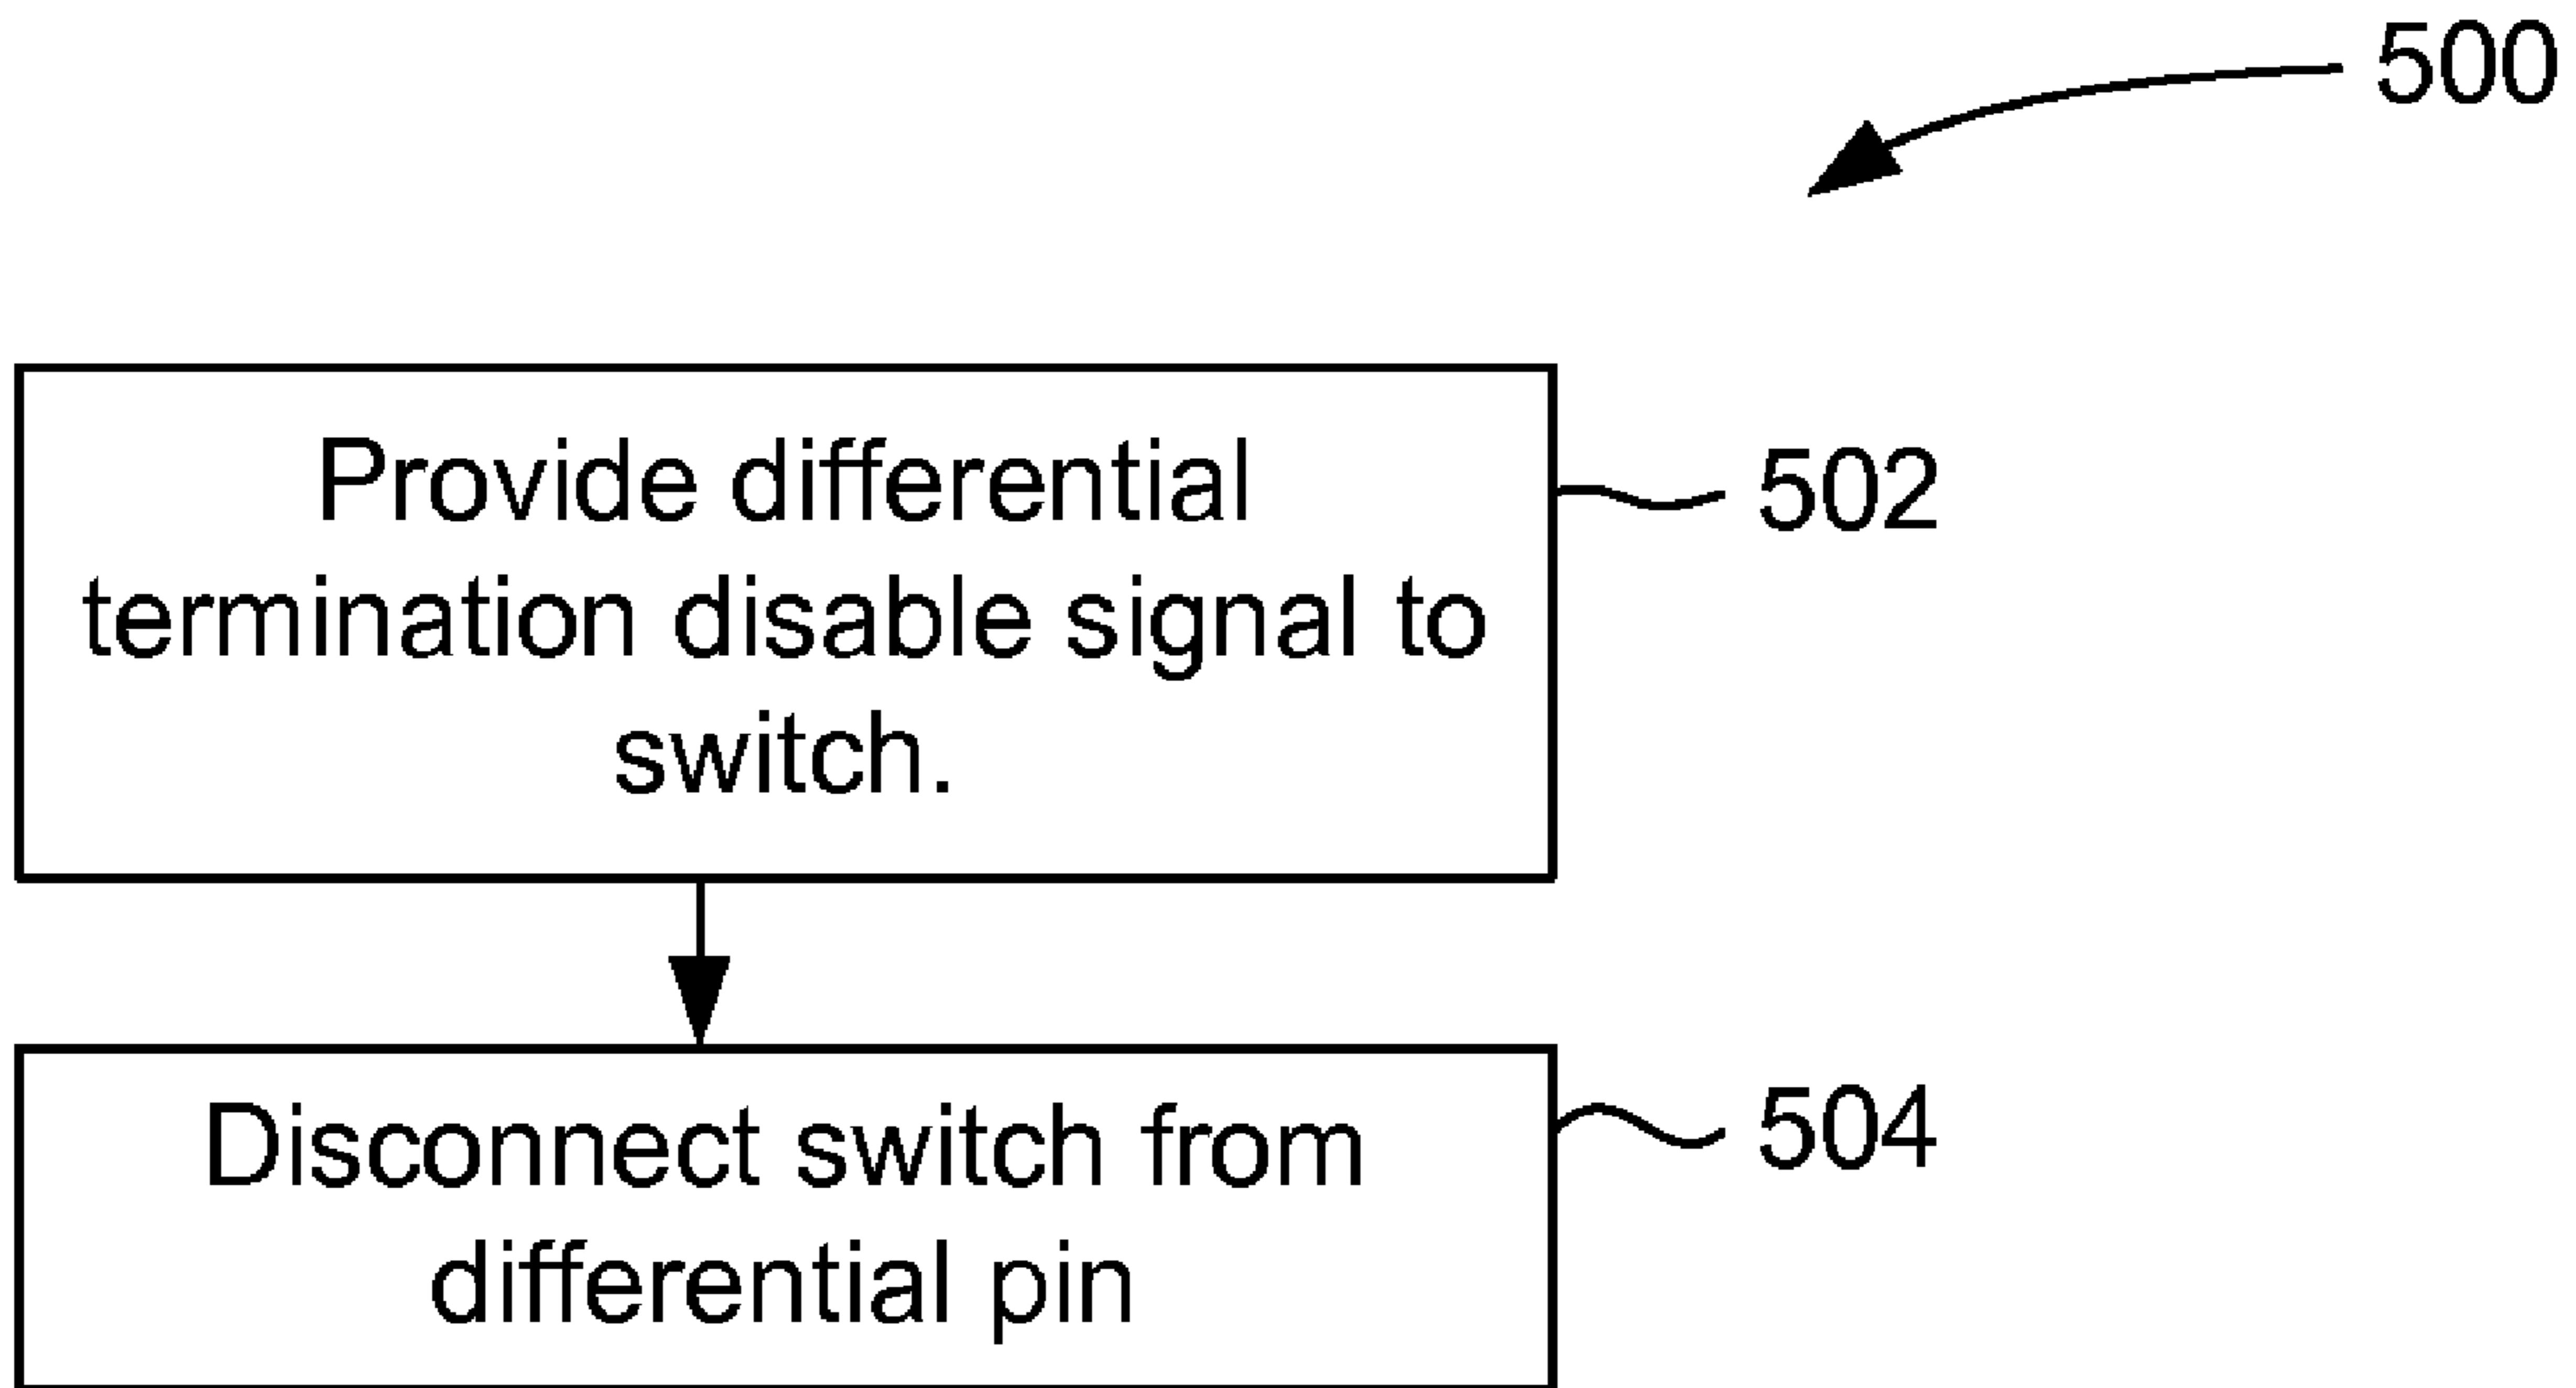 500
Provide differential
termination disable signal to
switch.
502
Disconnect switch from
differential pin
504